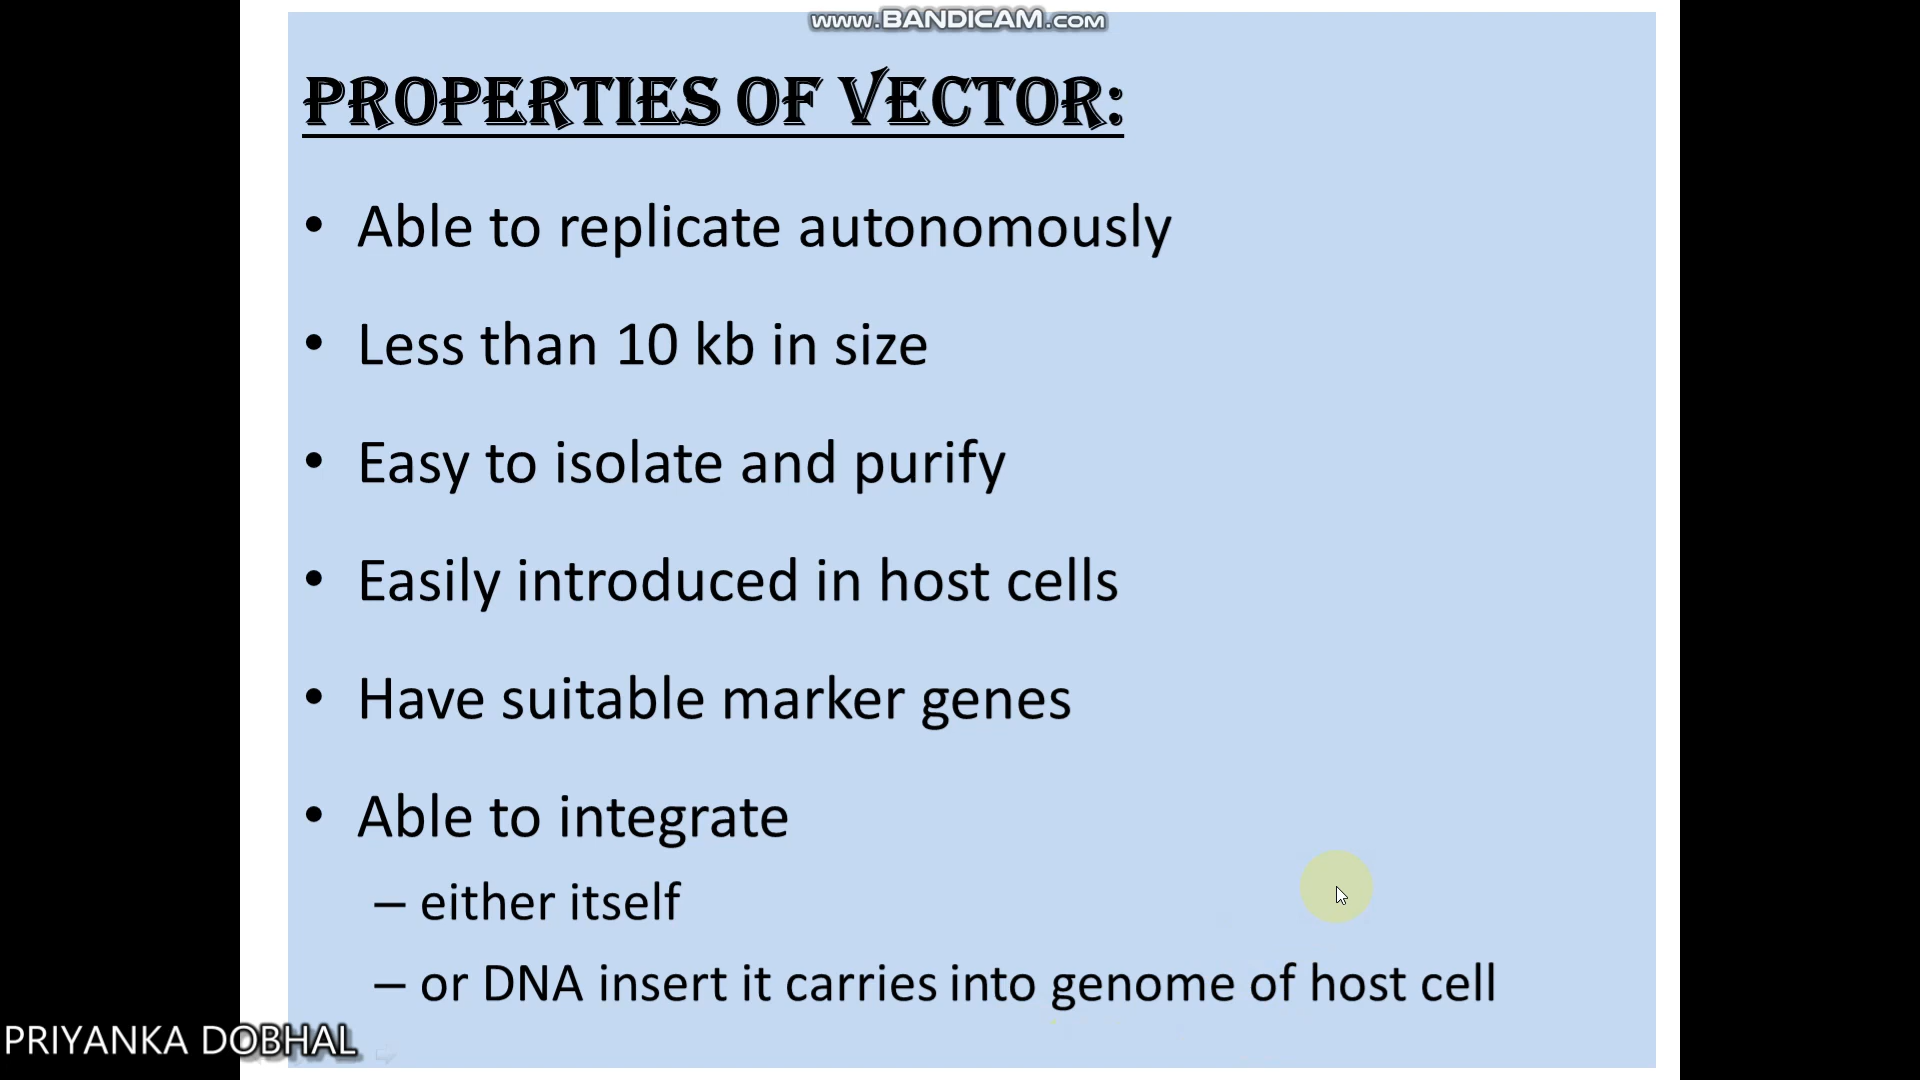 www.BANDICAM.com
PROPERTIES OF VECTOR:
• Able to replicate autonomously
• Less than 10 kb in size
• Easy to isolate and purify
• Easily introduced in host cells
• Have suitable marker genes
• Able to integrate
– either itself
– or DNA insert it carries into genome of host cell
PRIYANKA DOBHAL